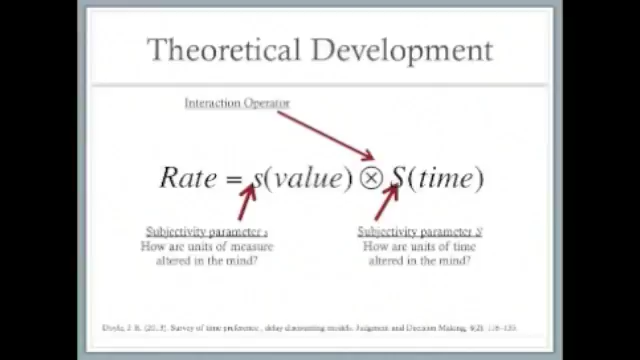 Theoretical Development
Interaction Operator
Rate = s(value) ⊗ S(time)
Subjectivity parameter s
How are units of measure
altered in the mind?
Subjectivity parameter S
How are units of time
altered in the mind?
Doyle, J. R. Survey of time preference, delay discounting models. Judgment and Decision Making,